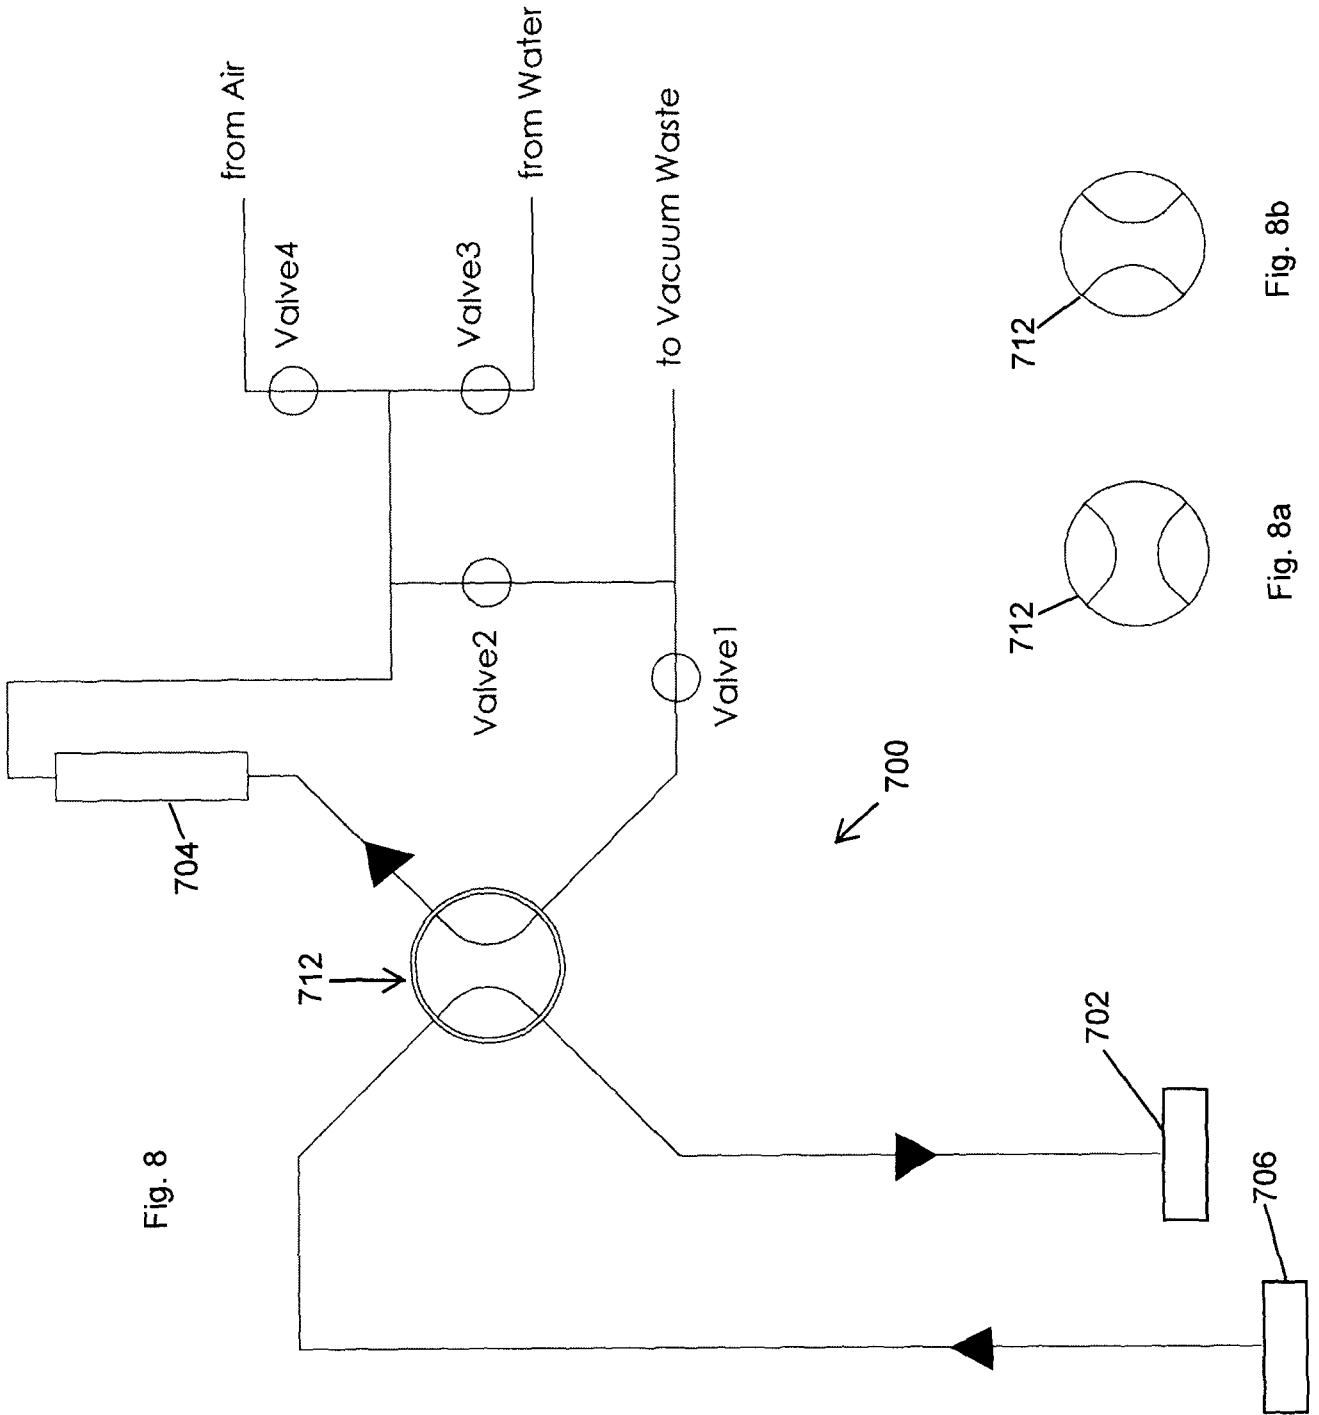 Fig. 8
from Air
Valve4
704
712
Valve3
from Water
Valve2
to Vacuum Waste
Valve1
700
702
706
712
Fig. 8a
712
Fig. 8b